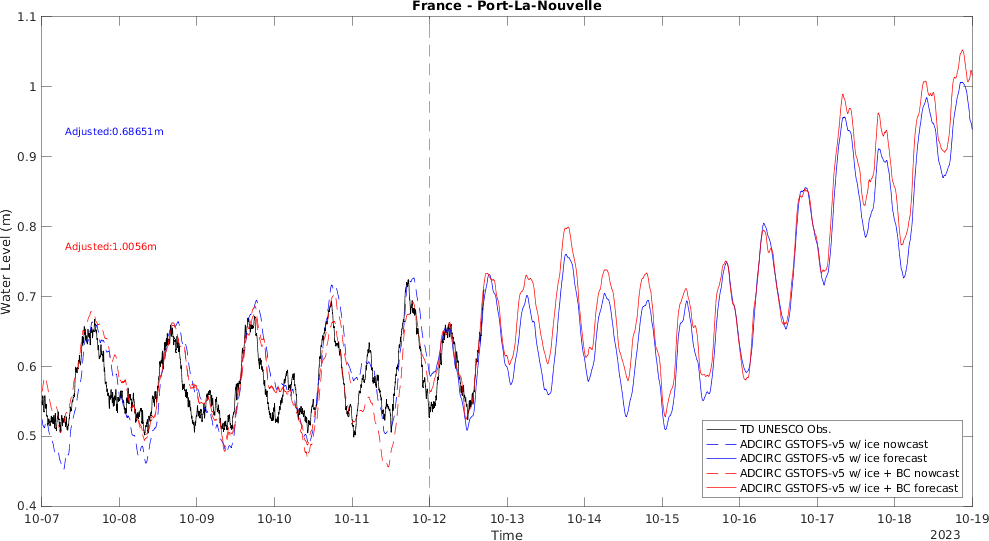 France - Port-La-Nouvelle
Water Level (m)
1.1
1
0.9
0.8
0.7
0.6
0.5
0.4
Adjusted:0.68651m
Adjusted:1.0056m
TD UNESCO Obs.
ADCIRC GSTOFS-v5 w/ ice nowcast
ADCIRC GSTOFS-v5 w/ ice forecast
ADCIRC GSTOFS-v5 w/ ice + BC nowcast
ADCIRC GSTOFS-v5 w/ ice + BC forecast
10-07 10-08 10-09 10-10 10-11 10-12 10-13 10-14 10-15 10-16 10-17 10-18 10-19
Time
2023